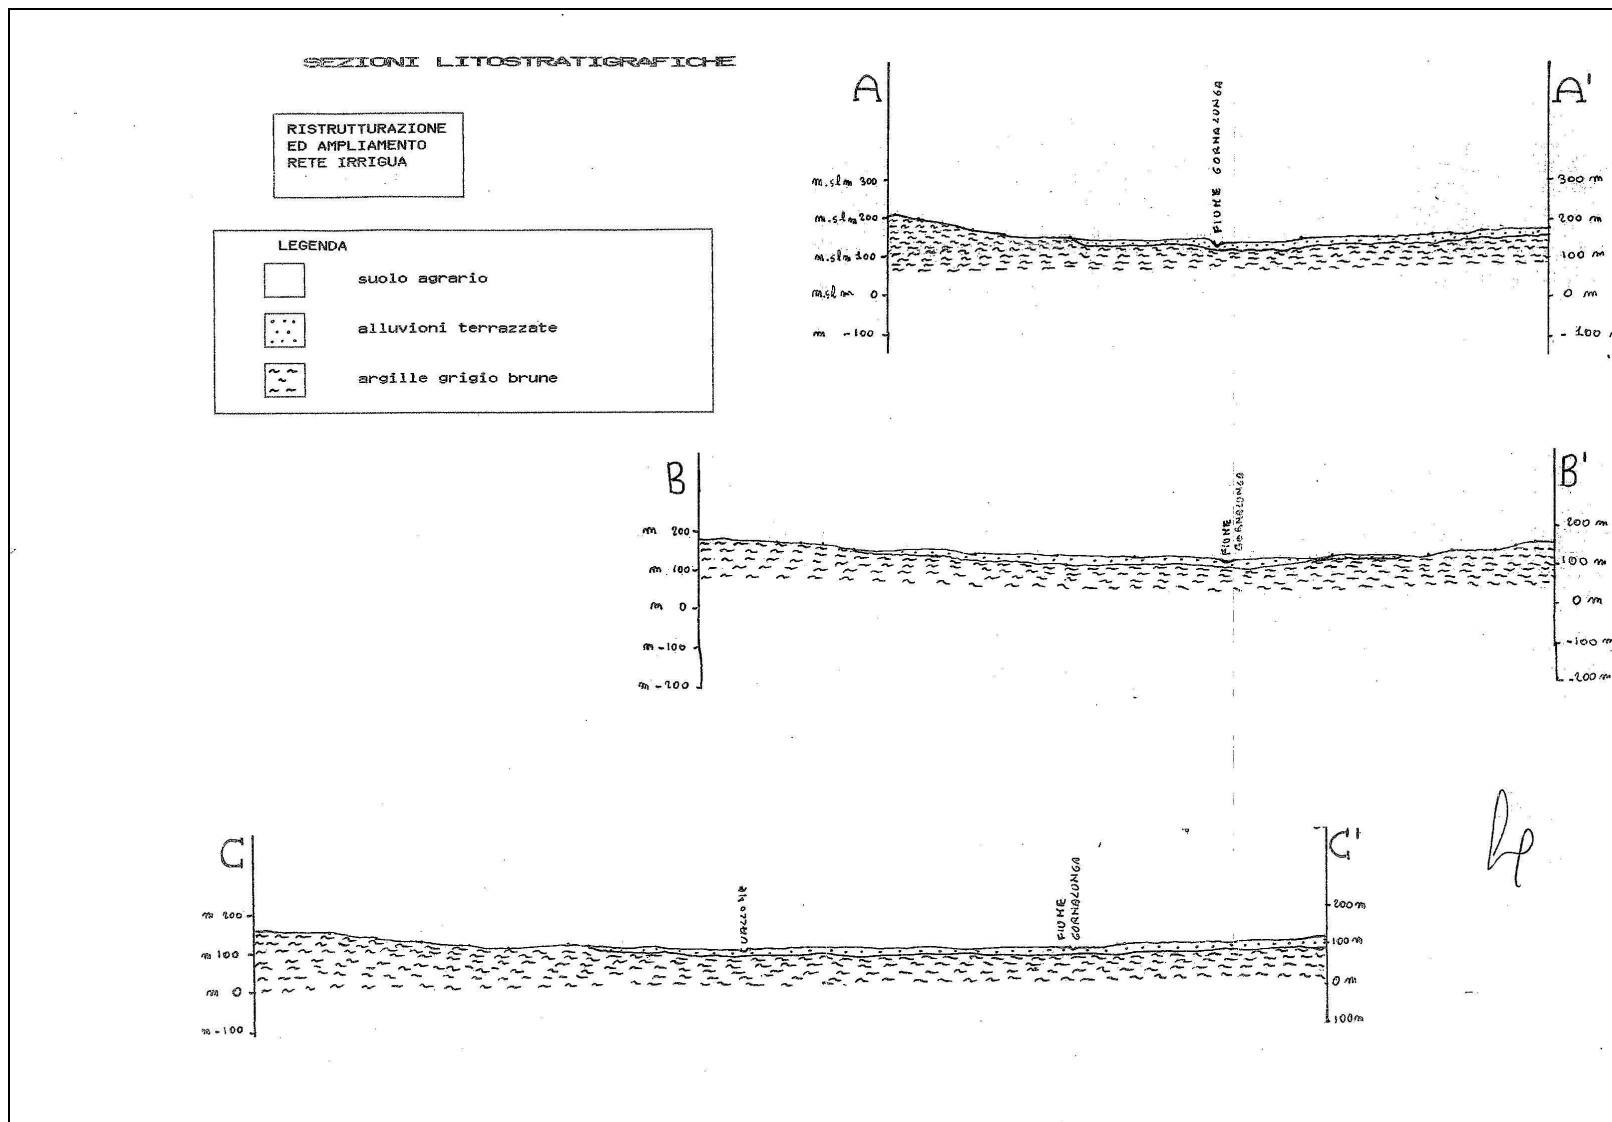 SEZIONI LITOSTRATIGRAFICHE
RISTRUTTURAZIONE
ED AMPLIAMENTO
RETE IRRIGUA
LEGENDA
suolo agrario
alluvioni terrazzate
argille grigio brune
A
A'
FIUME GORNALUNGA
m.slm 300
m.slm 200
m.slm 100
m.slm 0
m -100
300 m
200 m
100 m
0 m
-100
B
B'
FIUME
GORNALUNGA
m 200
m 100
m 0
m -100
m -200
200 m
100 m
0 m
-100 m
-200 m
C
C'
VALLONE
FIUME
GORNALUNGA
m 200
m 100
m 0
m -100
200 m
100 m
0 m
100 m